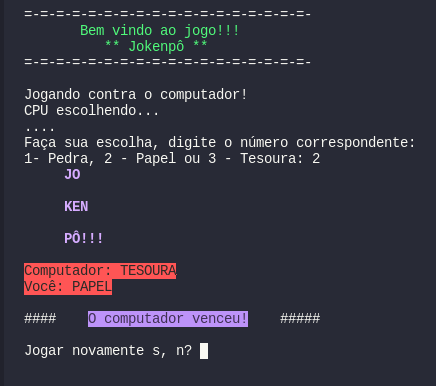 =-=-=-=-=-=-=-=-=-=-=-=-=-=-=-=-=-=-
Bem vindo ao jogo!!!
** Jokenpô **
=-=-=-=-=-=-=-=-=-=-=-=-=-=-=-=-=-=-
Jogando contra o computador!
CPU escolhendo...
....
Faça sua escolha, digite o número correspondente:
1- Pedra, 2 - Papel ou 3 - Tesoura: 2
JO
KEN
PÔ!!!
Computador: TESOURA
Você: PAPEL
#### O computador venceu! #####
Jogar novamente s, n?